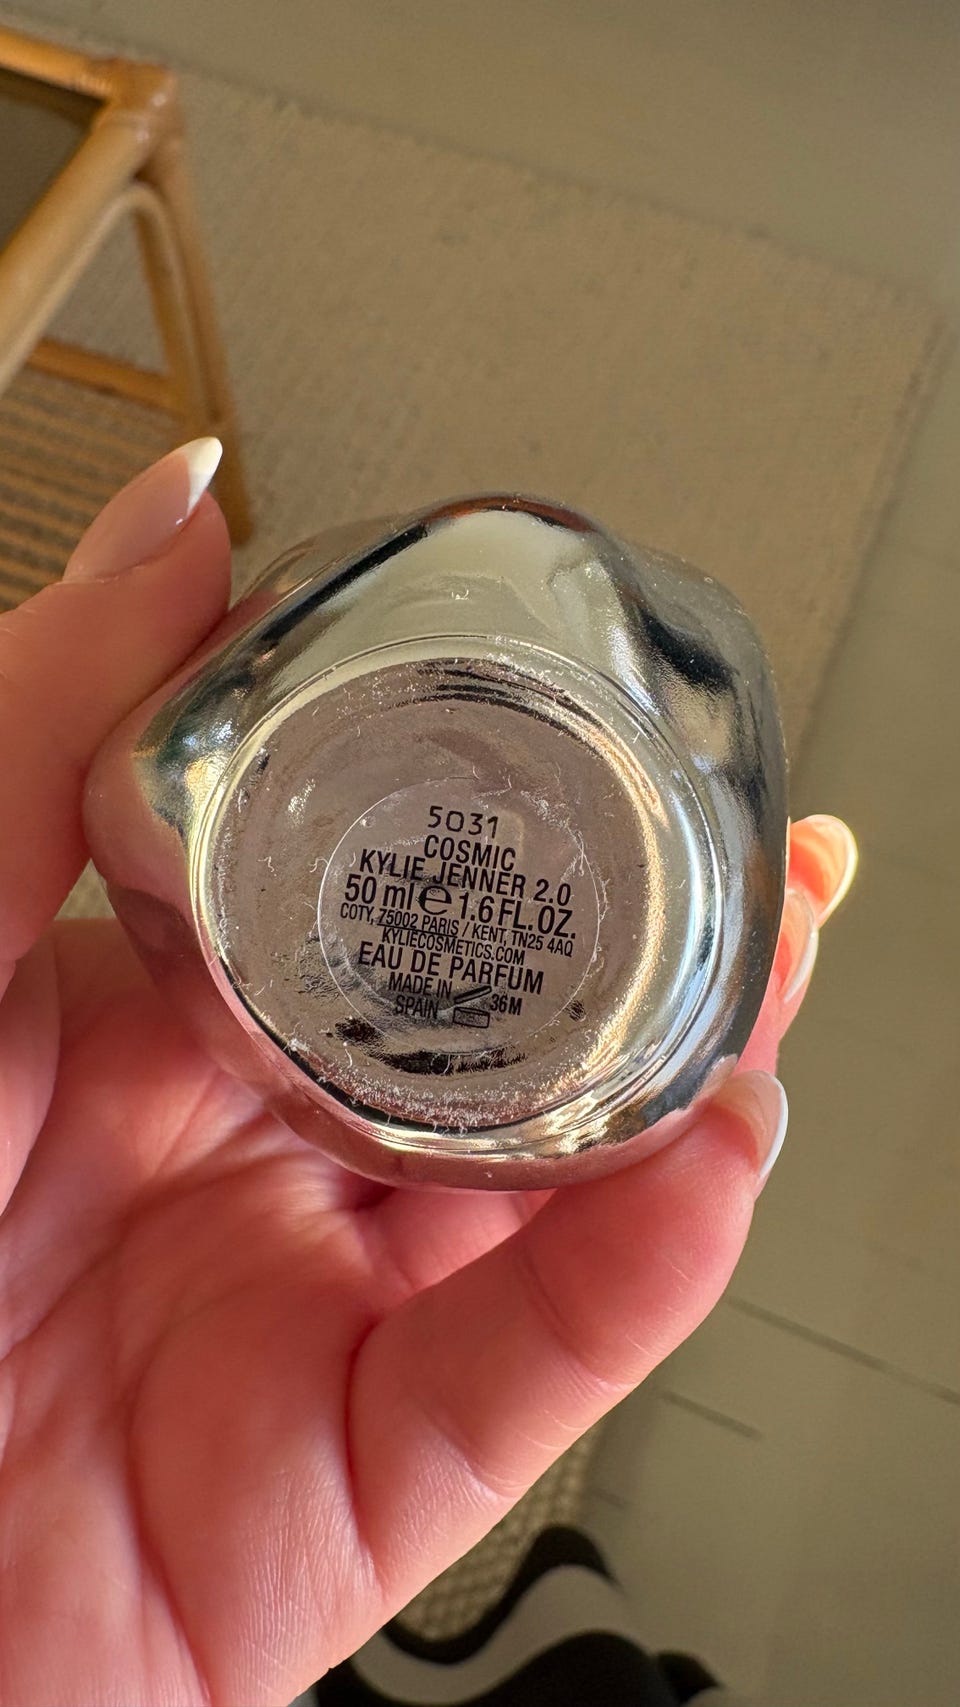 5031
COSMIC
KYLIE JENNER 2.0
50 ml e 1.6 FL.OZ.
COTY, 75002 PARIS / KENT, TN25 4AQ
KYLIECOSMETICS.COM
EAU DE PARFUM
MADE IN
SPAIN 36M